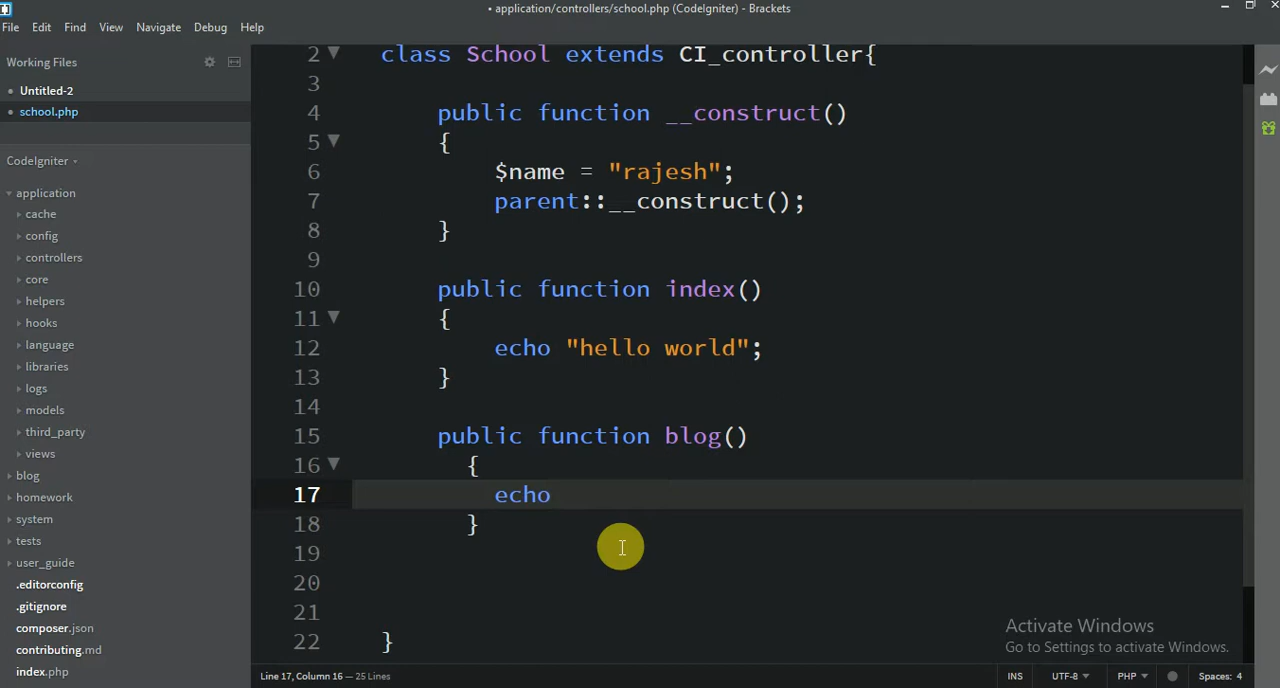 • application/controllers/school.php (CodeIgniter) - Brackets
File Edit Find View Navigate Debug Help
Working Files
Untitled-2
school.php
CodeIgniter
application
cache
config
controllers
core
helpers
hooks
language
libraries
logs
models
third_party
views
blog
homework
system
tests
user_guide
.editorconfig
.gitignore
composer.json
contributing.md
index.php
2 class School extends CI_controller{
3
4 public function __construct()
5 {
6 $name = "rajesh";
7 parent::__construct();
8 }
9
10 public function index()
11 {
12 echo "hello world";
13 }
14
15 public function blog()
16 {
17 echo
18 }
19
20
21
22 }
Activate Windows
Go to Settings to activate Windows.
Line 17, Column 16 — 25 Lines INS UTF-8 PHP Spaces: 4